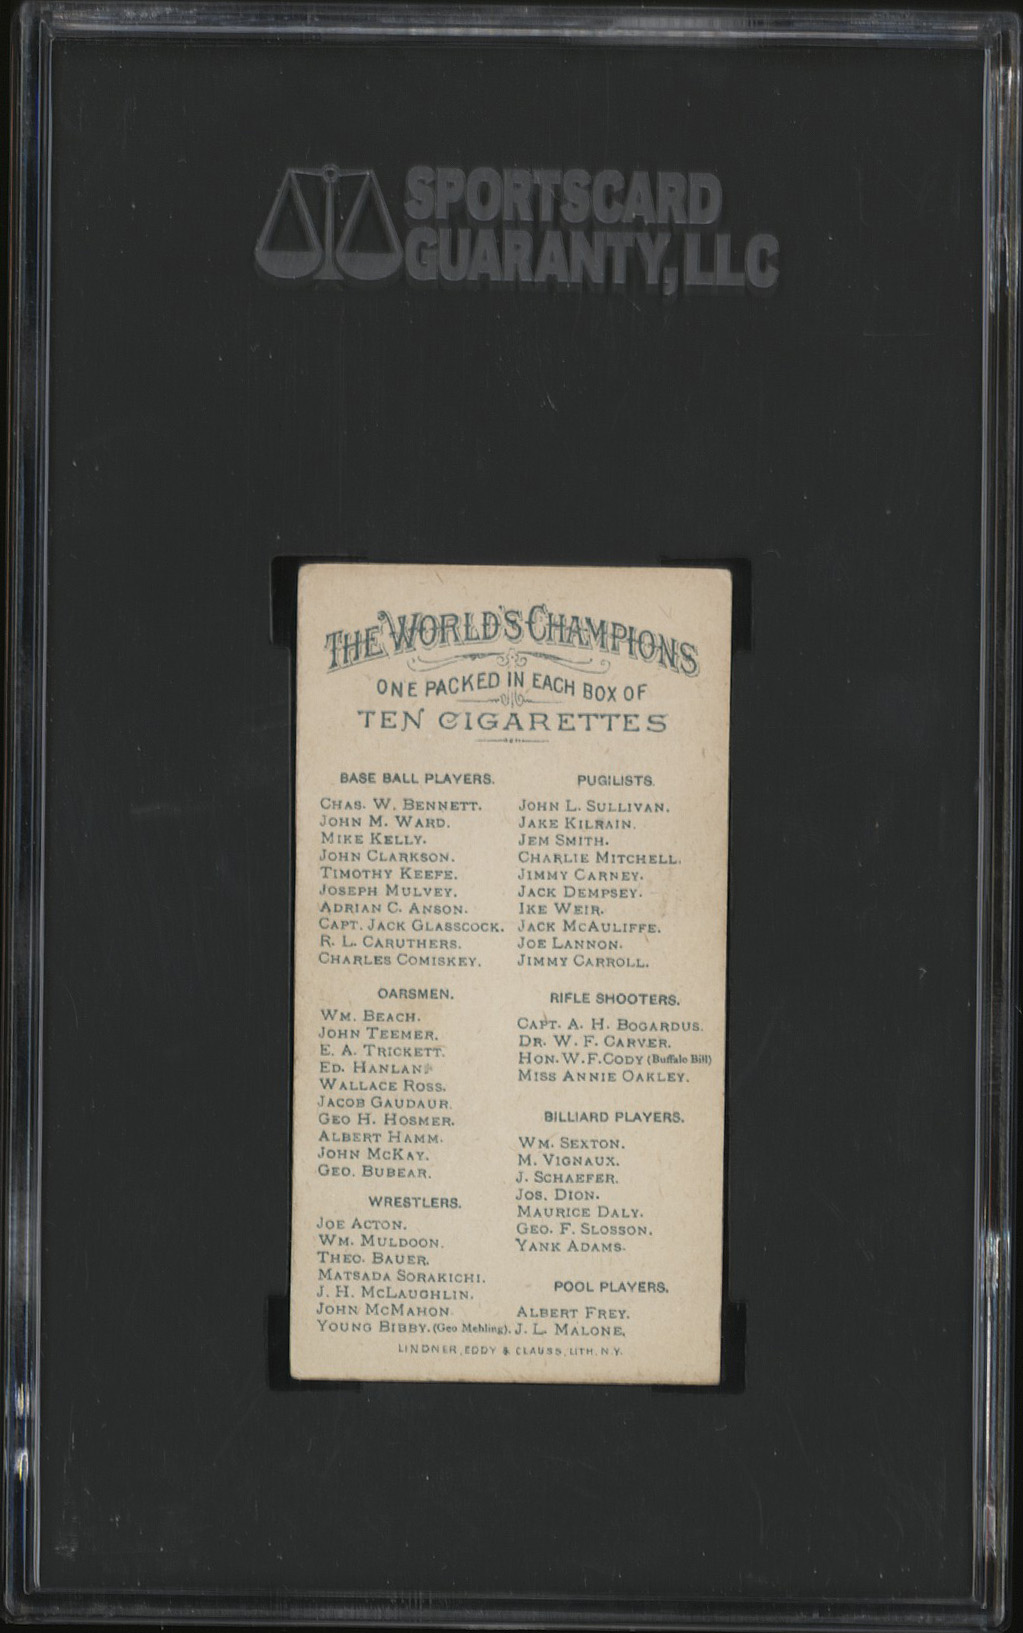 SPORTSCARD
GUARANTY, LLC
THE WORLD'S CHAMPIONS
ONE PACKED IN EACH BOX OF
TEN CIGARETTES
BASE BALL PLAYERS.
CHAS. W. BENNETT.
JOHN M. WARD.
MIKE KELLY.
JOHN CLARKSON.
TIMOTHY KEEFE.
JOSEPH MULVEY.
ADRIAN C. ANSON.
CAPT. JACK GLASSCOCK.
R. L. CARUTHERS.
CHARLES COMISKEY.
OARSMEN.
WM. BEACH.
JOHN TEEMER.
E. A. TRICKETT.
ED. HANLAN.
WALLACE ROSS.
JACOB GAUDAUR.
GEO H. HOSMER.
ALBERT HAMM.
JOHN MCKAY.
GEO. BUBEAR.
WRESTLERS.
JOE ACTON.
WM. MULDOON.
THEO. BAUER.
MATSADA SORAKICHI.
J. H. MCLAUGHLIN.
JOHN MCMAHON.
YOUNG BIBBY. (Geo Mehling).
PUGILISTS.
JOHN L. SULLIVAN.
JAKE KILRAIN.
JEM SMITH.
CHARLIE MITCHELL.
JIMMY CARNEY.
JACK DEMPSEY.
IKE WEIR.
JACK MCAULIFFE.
JOE LANNON.
JIMMY CARROLL.
RIFLE SHOOTERS.
CAPT. A. H. BOGARDUS.
DR. W. F. CARVER.
HON. W. F. CODY (Buffalo Bill)
MISS ANNIE OAKLEY.
BILLIARD PLAYERS.
WM. SEXTON.
M. VIGNAUX.
J. SCHAEFER.
JOS. DION.
MAURICE DALY.
GEO. F. SLOSSON.
YANK ADAMS.
POOL PLAYERS.
ALBERT FREY.
J. L. MALONE.
LINDNER, EDDY & CLAUSS, LITH. N.Y.